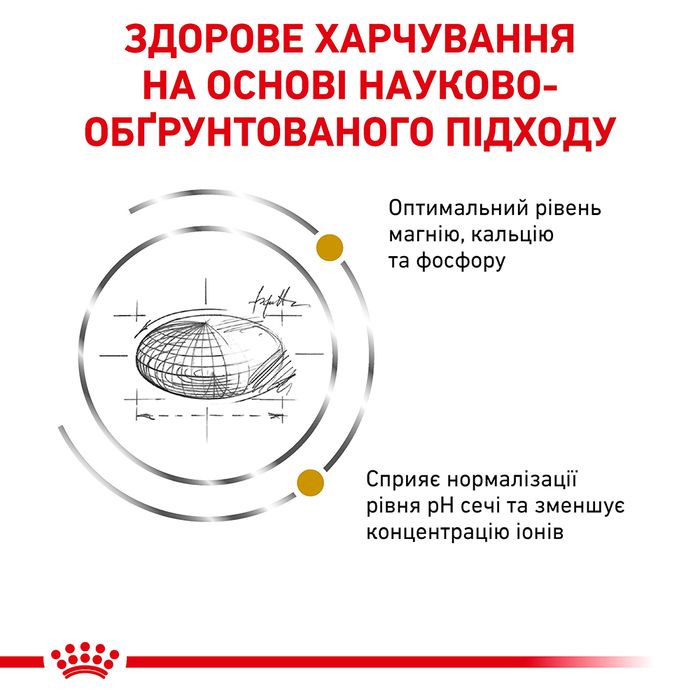 ЗДОРОВЕ ХАРЧУВАННЯ
НА ОСНОВІ НАУКОВО-
ОБҐРУНТОВАНОГО ПІДХОДУ
Оптимальний рівень
магнію, кальцію
та фосфору
Сприяє нормалізації
рівня pH сечі та зменшує
концентрацію іонів